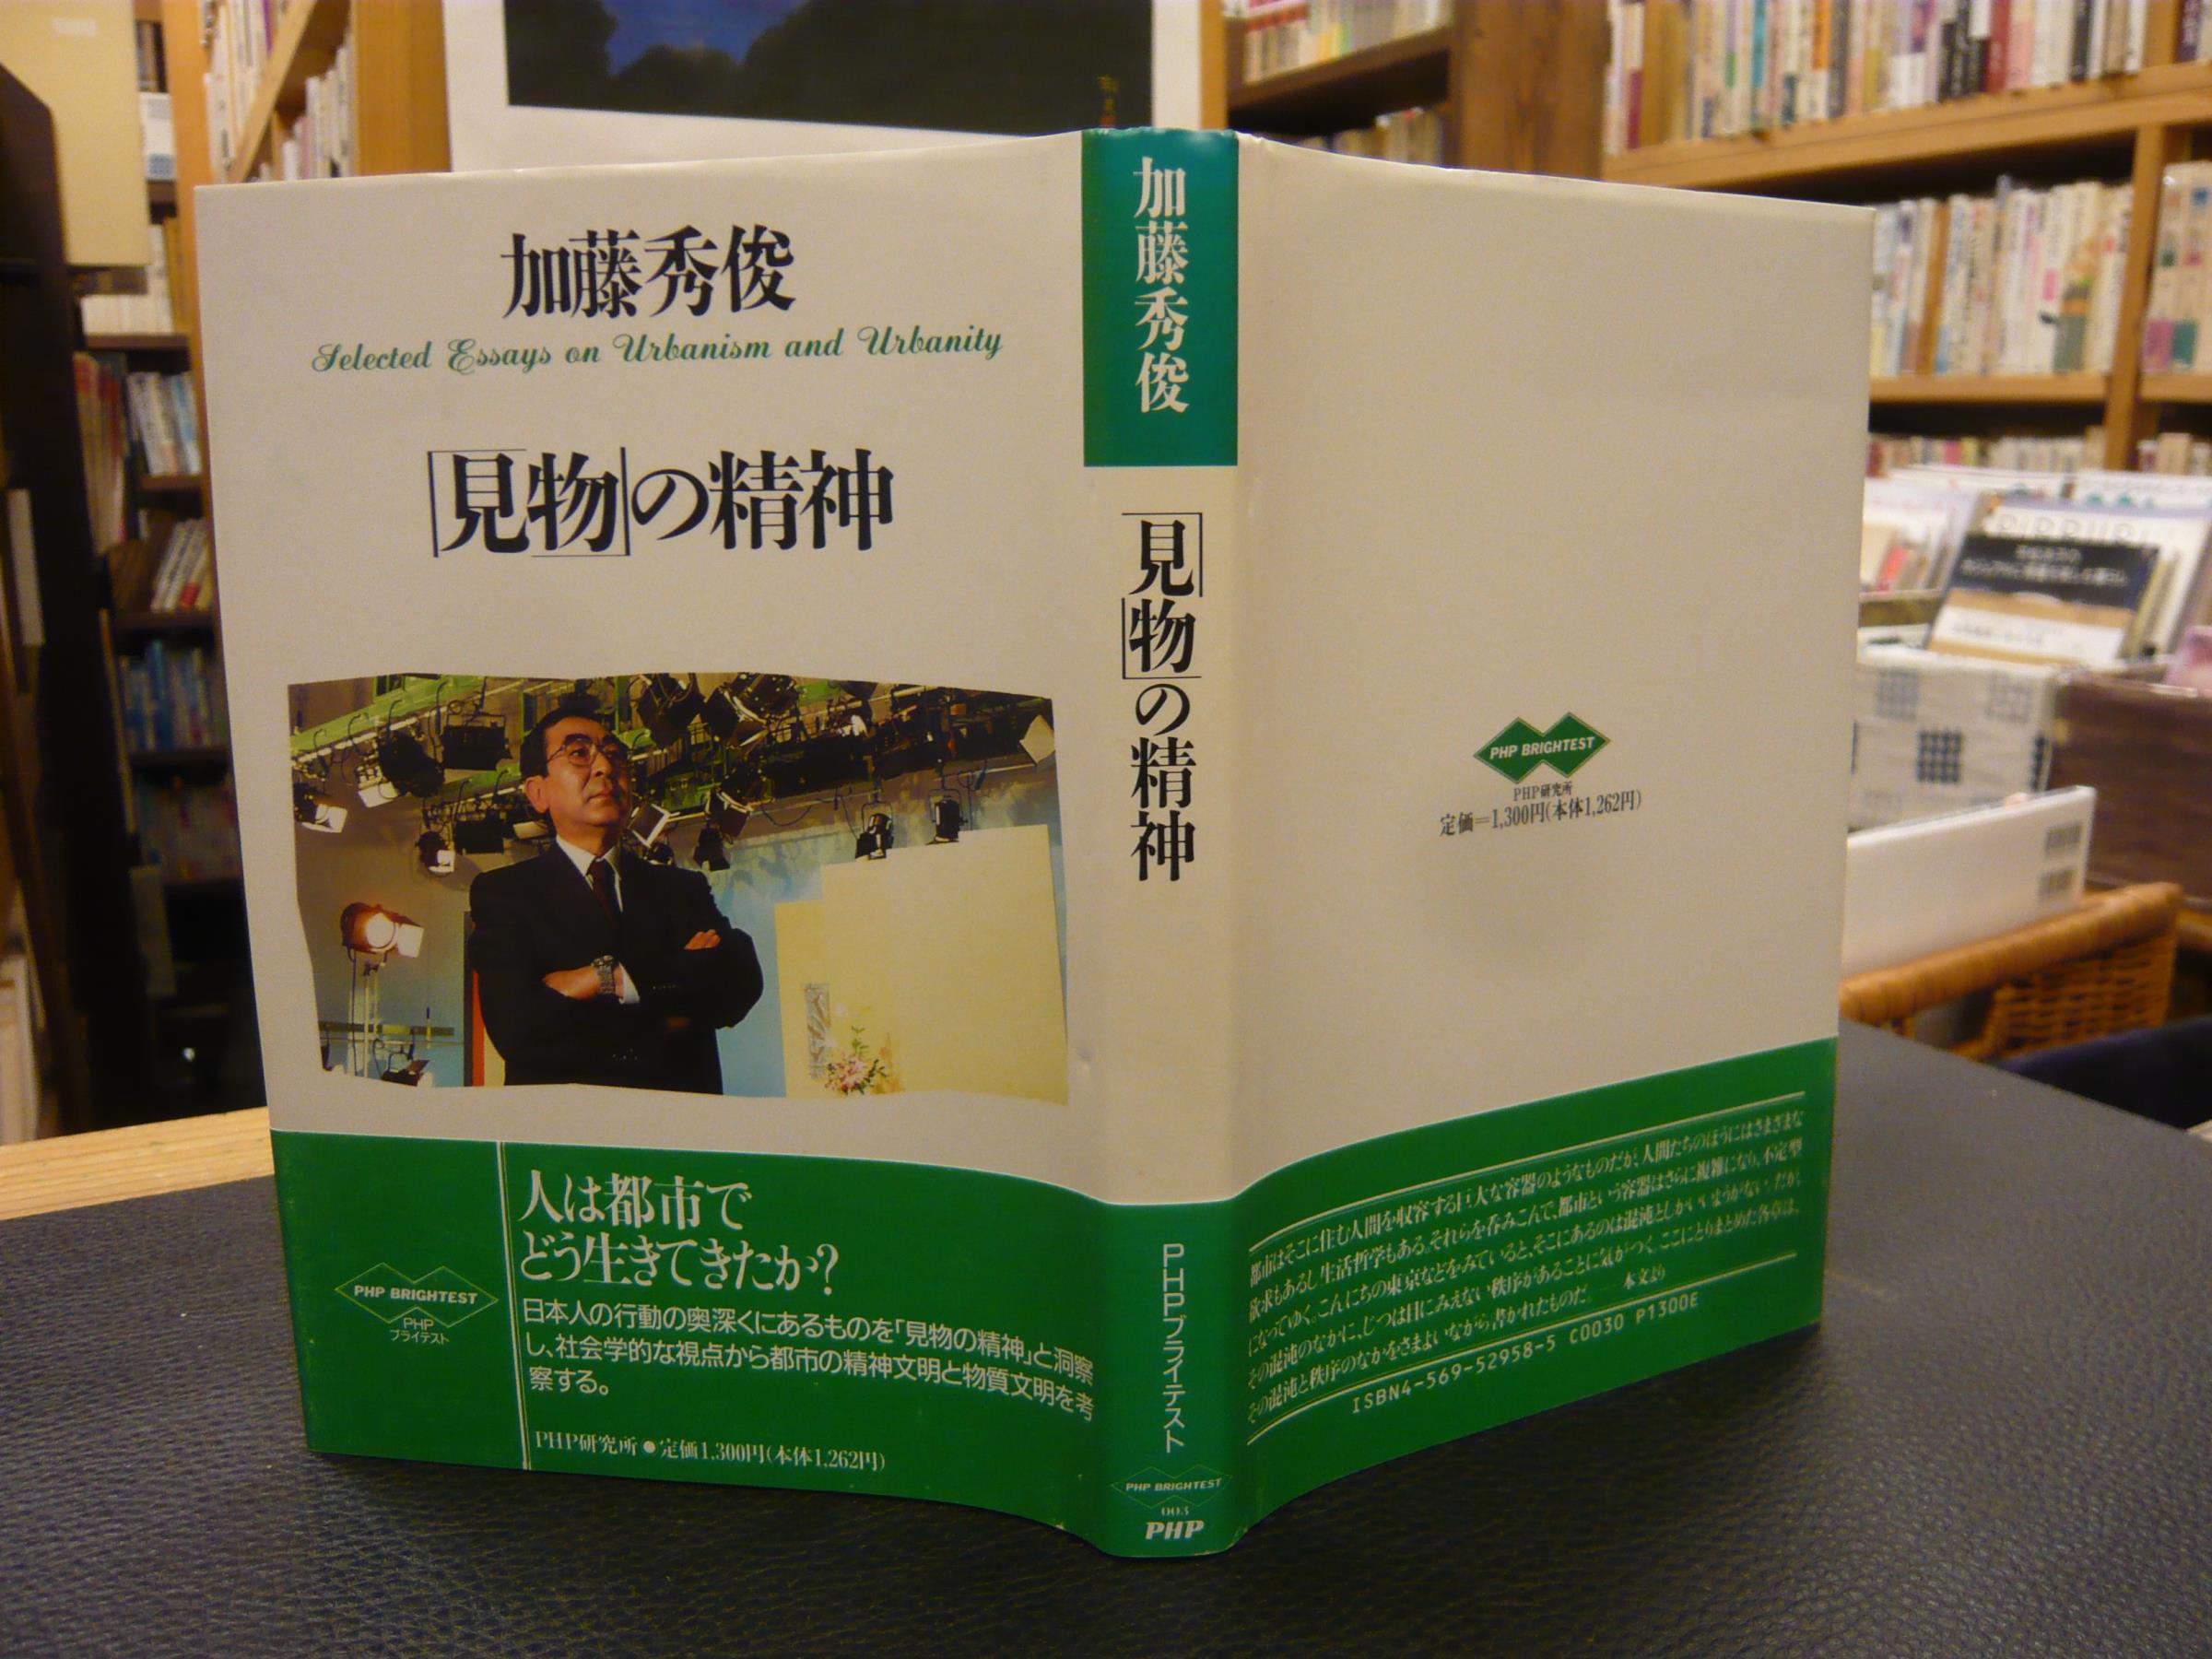 加藤秀俊
Selected Essays on Urbanism and Urbanity
「見物」の精神
人は都市で
どう生きてきたか？
日本人の行動の奥深くにあるものを「見物の精神」と洞察
し、社会学的な視点から都市の精神文明と物質文明を考
察する。
PHP研究所●定価1,300円(本体1,262円)
PHP BRIGHTEST
PHP
ブライテスト
加藤秀俊
「見物」の精神
PHPブライテスト
PHP BRIGHTEST
003
PHP
PHP BRIGHTEST
PHP研究所
定価＝1,300円(本体1,262円)
都市はそこに住む人間を収容する巨大な容器のようなものだが、人間たちのほうにはさまざまな
欲求もあるし生活哲学もある。それらを呑みこんで、都市という容器はさらに複雑になり、不定型
になってゆく。こんにちの東京などをみていると、そこにあるのは混沌としかいいようがない。だが、
その混沌のなかに、じつは目にみえない秩序があることに気がつく。ここにとりまとめた各章は、
その混沌と秩序のなかをさまよいながら書かれたものだ。 ──本文より
ISBN4-569-52958-5 C0030 P1300E